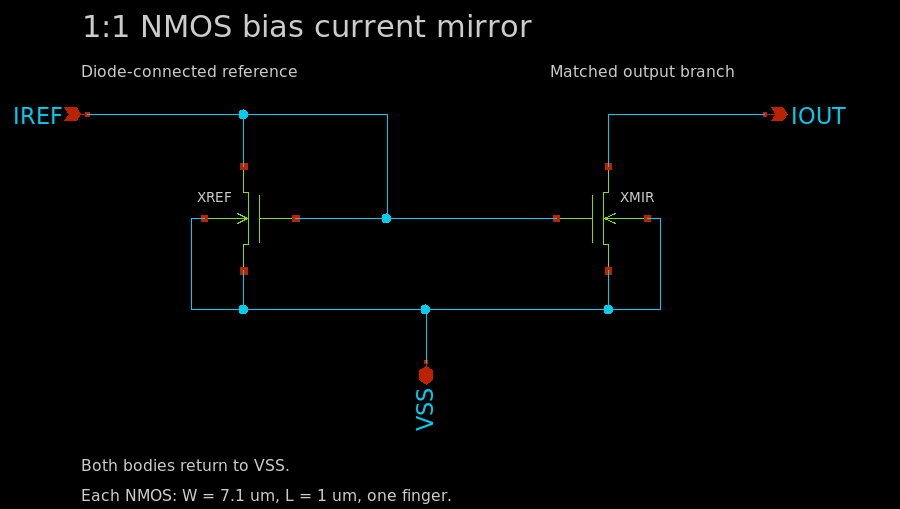 1:1 NMOS bias current mirror
Diode-connected reference
Matched output branch
IREF
IOUT
XREF
XMIR
VSS
Both bodies return to VSS.
Each NMOS: W = 7.1 um, L = 1 um, one finger.